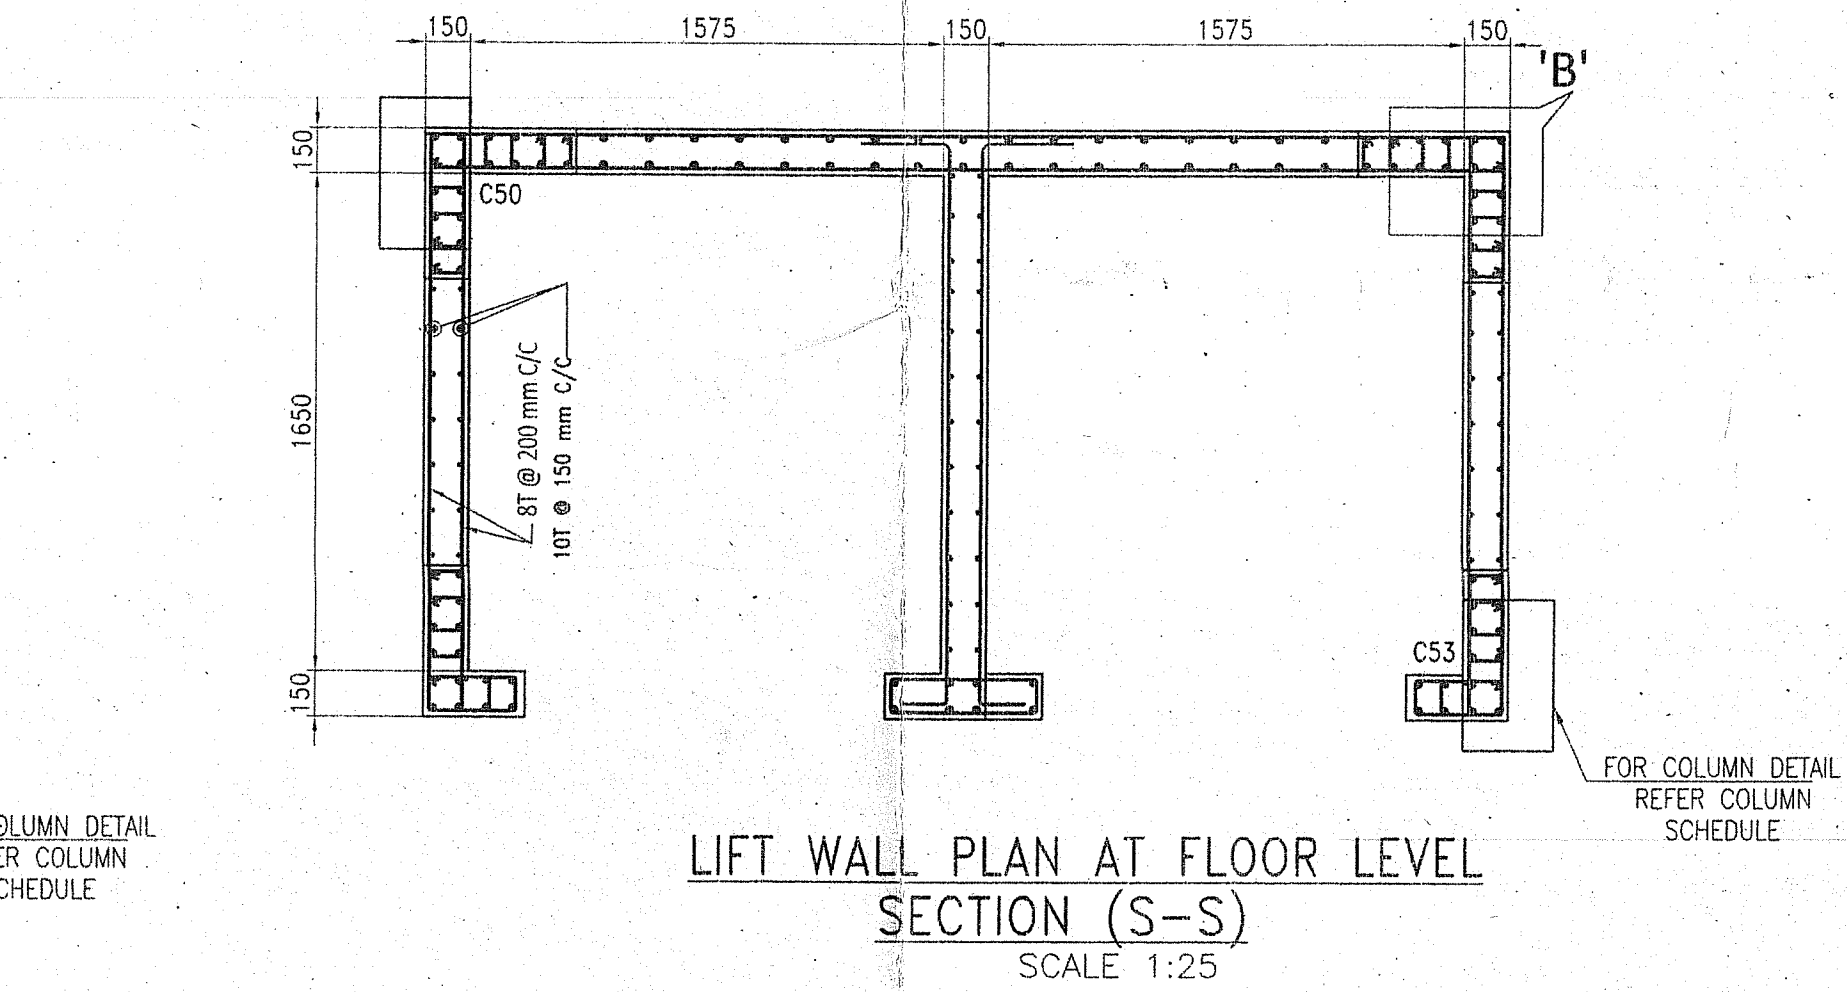 150 1575 150 1575 150
'B'
150
C50
1650
8T @ 200 mm C/C
10T @ 150 mm C/C
150
C53
FOR COLUMN DETAIL
REFER COLUMN
SCHEDULE
OLUMN DETAIL
ER COLUMN
CHEDULE
LIFT WALL PLAN AT FLOOR LEVEL
SECTION (S-S)
SCALE 1:25